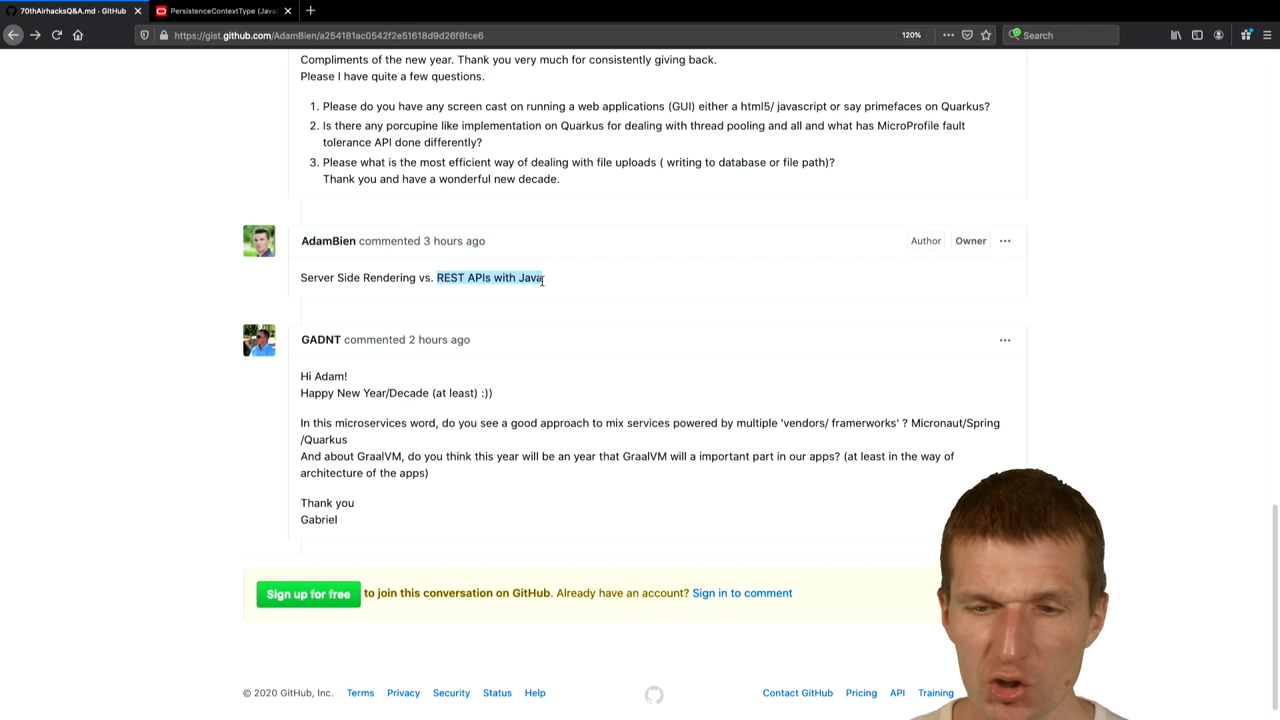 70thAirhacksQ&A.md · GitHub
PersistenceContextType (Java
https://gist.github.com/AdamBien/a254181ac0542f2e51618d9d26f8fce6
120%
Search
Compliments of the new year. Thank you very much for consistently giving back.
Please I have quite a few questions.
1. Please do you have any screen cast on running a web applications (GUI) either a html5/ javascript or say primefaces on Quarkus?
2. Is there any porcupine like implementation on Quarkus for dealing with thread pooling and all and what has MicroProfile fault
tolerance API done differently?
3. Please what is the most efficient way of dealing with file uploads ( writing to database or file path)?
Thank you and have a wonderful new decade.
AdamBien commented 3 hours ago
Author
Owner
Server Side Rendering vs. REST APIs with Java
GADNT commented 2 hours ago
Hi Adam!
Happy New Year/Decade (at least) :))
In this microservices word, do you see a good approach to mix services powered by multiple 'vendors/ framerworks' ? Micronaut/Spring
/Quarkus
And about GraalVM, do you think this year will be an year that GraalVM will a important part in our apps? (at least in the way of
architecture of the apps)
Thank you
Gabriel
Sign up for free to join this conversation on GitHub. Already have an account? Sign in to comment
© 2020 GitHub, Inc.
Terms
Privacy
Security
Status
Help
Contact GitHub
Pricing
API
Training